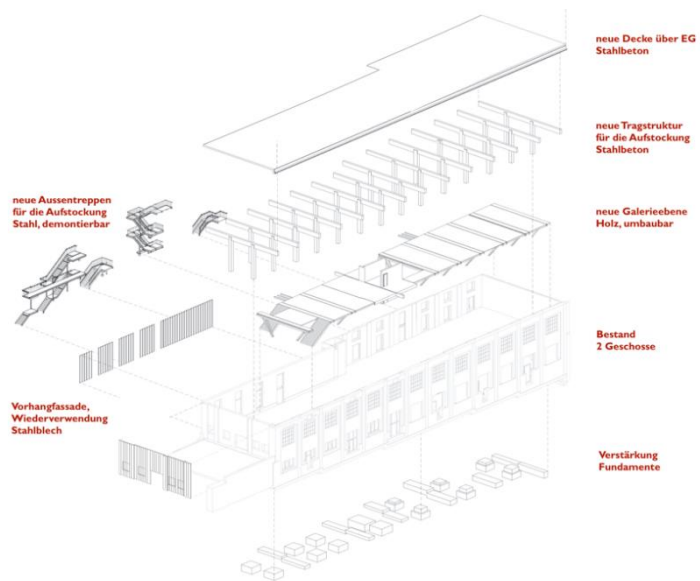 neue Decke über EG
Stahlbeton
neue Tragstruktur
für die Aufstockung
Stahlbeton
neue Aussentreppen
für die Aufstockung
Stahl, demontierbar
neue Galerieebene
Holz, umbaubar
Bestand
2 Geschosse
Vorhangfassade,
Wiederverwendung
Stahlblech
Verstärkung
Fundamente